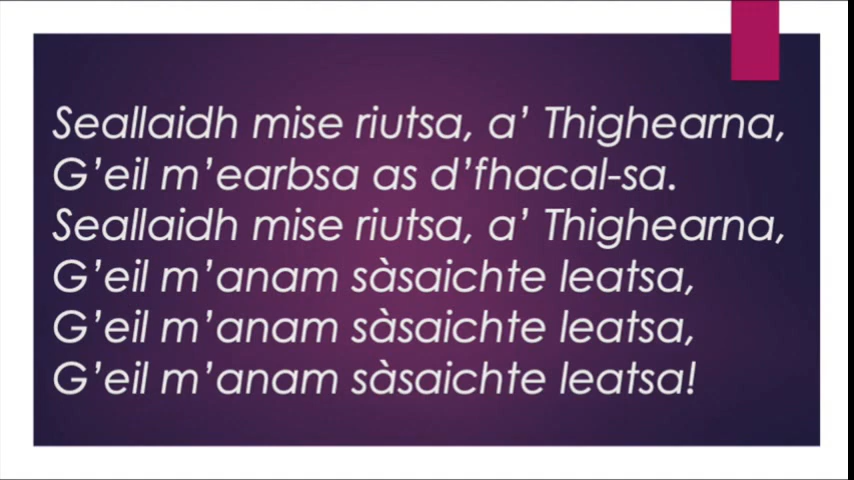 Seallaidh mise riutsa, a’ Thighearna,
G’eil m’earbsa as d’fhacal-sa.
Seallaidh mise riutsa, a’ Thighearna,
G’eil m’anam sàsaichte leatsa,
G’eil m’anam sàsaichte leatsa,
G’eil m’anam sàsaichte leatsa!